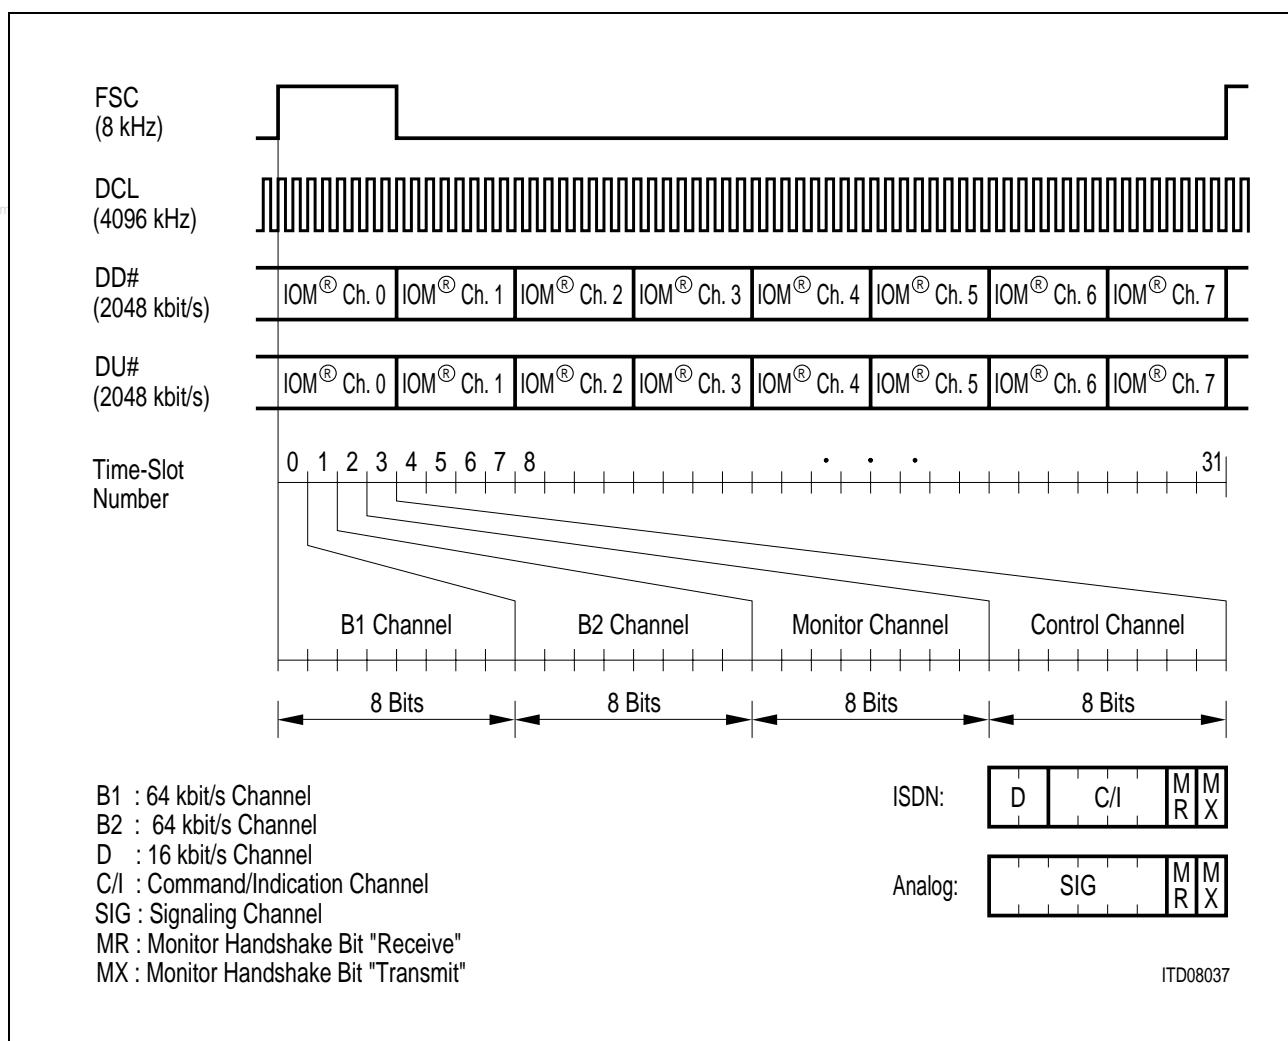 FSC
(8 kHz)
DCL
(4096 kHz)
DD#
(2048 kbit/s)
IOM® Ch. 0 IOM® Ch. 1 IOM® Ch. 2 IOM® Ch. 3 IOM® Ch. 4 IOM® Ch. 5 IOM® Ch. 6 IOM® Ch. 7
DU#
(2048 kbit/s)
IOM® Ch. 0 IOM® Ch. 1 IOM® Ch. 2 IOM® Ch. 3 IOM® Ch. 4 IOM® Ch. 5 IOM® Ch. 6 IOM® Ch. 7
Time-Slot
Number
0 1 2 3 4 5 6 7 8 . . . 31
B1 Channel B2 Channel Monitor Channel Control Channel
8 Bits 8 Bits 8 Bits 8 Bits
B1 : 64 kbit/s Channel
B2 : 64 kbit/s Channel
D : 16 kbit/s Channel
C/I : Command/Indication Channel
SIG : Signaling Channel
MR : Monitor Handshake Bit "Receive"
MX : Monitor Handshake Bit "Transmit"
ISDN: D C/I MR MX
Analog: SIG MR MX
ITD08037